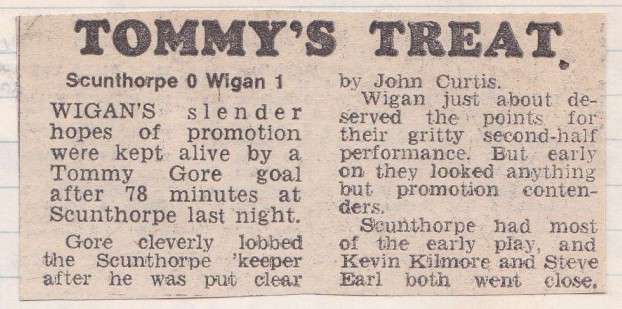 TOMMY'S TREAT
Scunthorpe 0 Wigan 1
WIGAN'S slender
hopes of promotion
were kept alive by a
Tommy Gore goal
after 78 minutes at
Scunthorpe last night.
Gore cleverly lobbed
the Scunthorpe 'keeper
after he was put clear
by John Curtis.
Wigan just about de-
served the points for
their gritty second-half
performance. But early
on they looked anything
but promotion conten-
ders.
Scunthorpe had most
of the early play, and
Kevin Kilmore and Steve
Earl both went close.